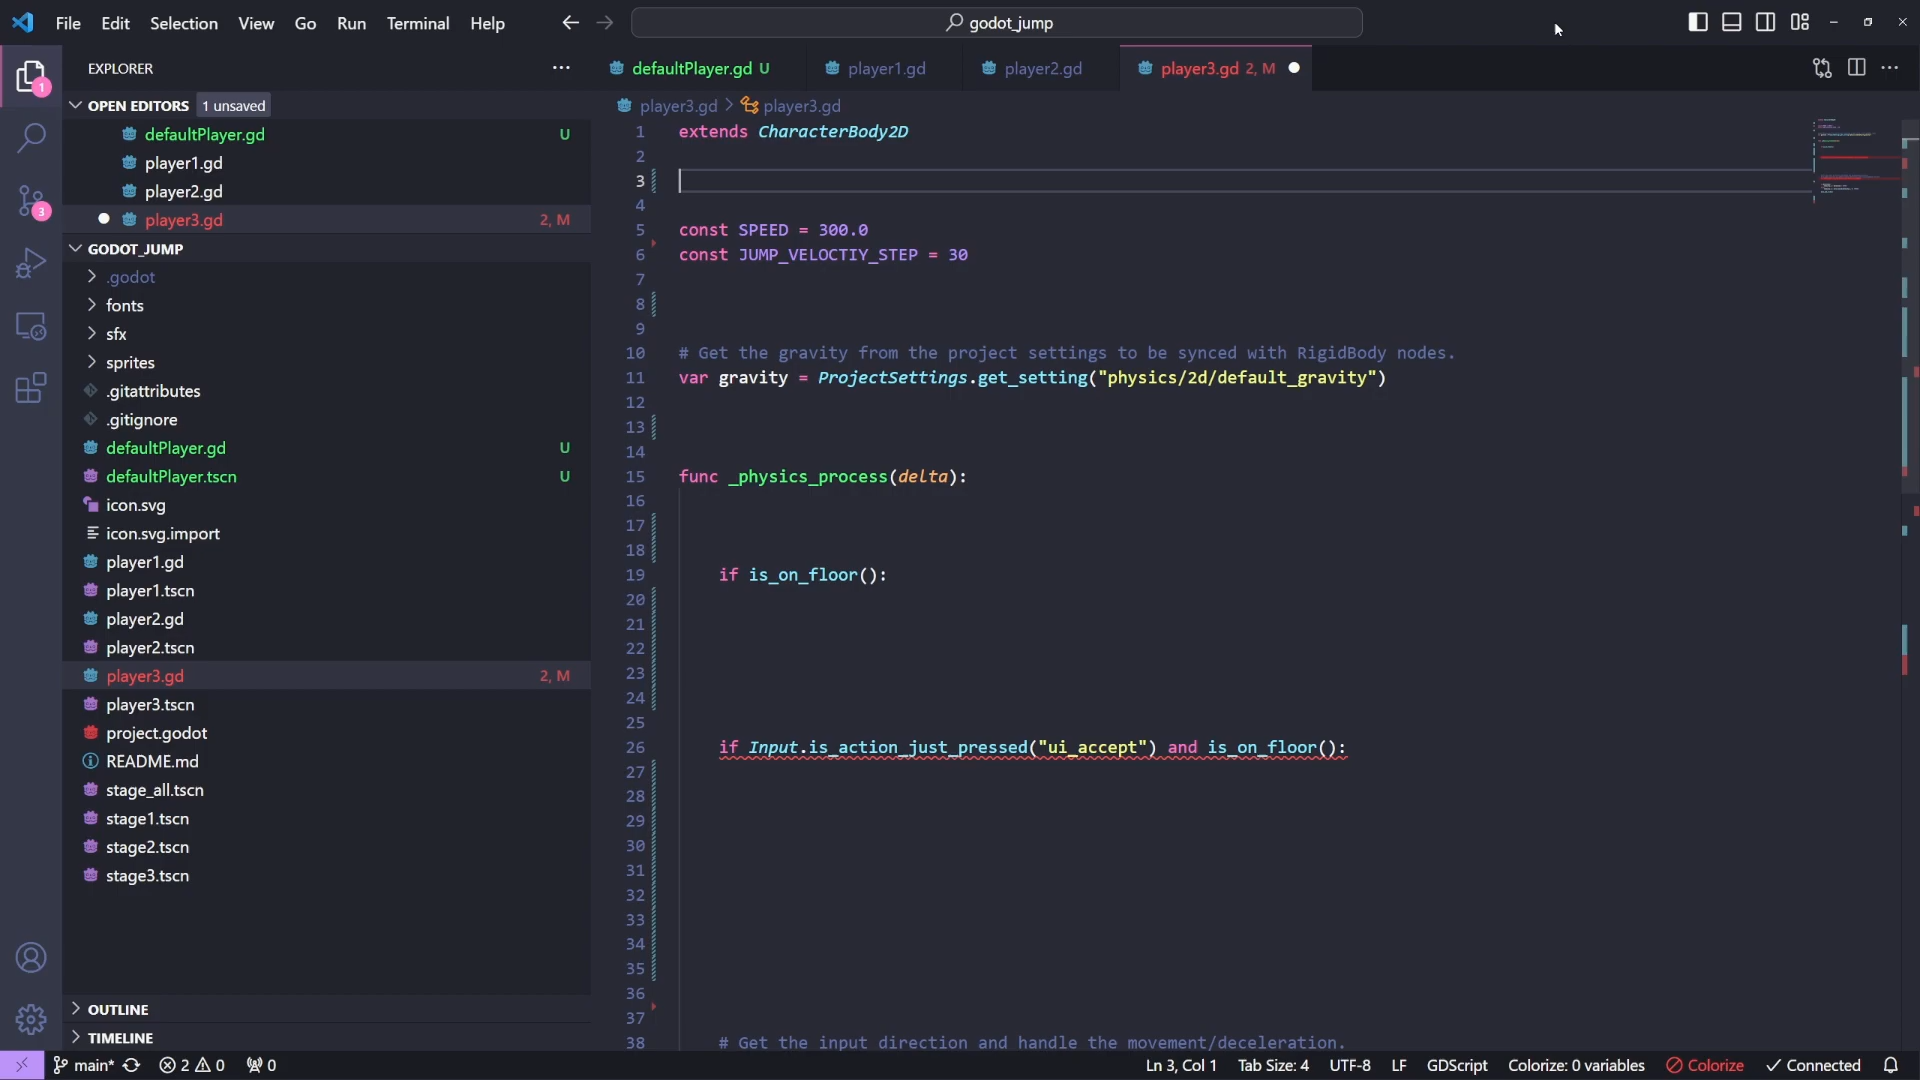 File Edit Selection View Go Run Terminal Help
godot_jump
EXPLORER
OPEN EDITORS 1 unsaved
defaultPlayer.gd U
player1.gd
player2.gd
player3.gd 2, M
GODOT_JUMP
.godot
fonts
sfx
sprites
.gitattributes
.gitignore
defaultPlayer.gd U
defaultPlayer.tscn U
icon.svg
icon.svg.import
player1.gd
player1.tscn
player2.gd
player2.tscn
player3.gd 2, M
player3.tscn
project.godot
README.md
stage_all.tscn
stage1.tscn
stage2.tscn
stage3.tscn
OUTLINE
TIMELINE
1
3
defaultPlayer.gd U player1.gd player2.gd player3.gd 2, M
player3.gd > player3.gd
1 extends CharacterBody2D
2
3
4
5 const SPEED = 300.0
6 const JUMP_VELOCTIY_STEP = 30
7
8
9
10 # Get the gravity from the project settings to be synced with RigidBody nodes.
11 var gravity = ProjectSettings.get_setting("physics/2d/default_gravity")
12
13
14
15 func _physics_process(delta):
16
17
18
19 if is_on_floor():
20
21
22
23
24
25
26 if Input.is_action_just_pressed("ui_accept") and is_on_floor():
27
28
29
30
31
32
33
34
35
36
37
38 # Get the input direction and handle the movement/deceleration.
main* 2 0 0 Ln 3, Col 1 Tab Size: 4 UTF-8 LF GDScript Colorize: 0 variables Colorize Connected